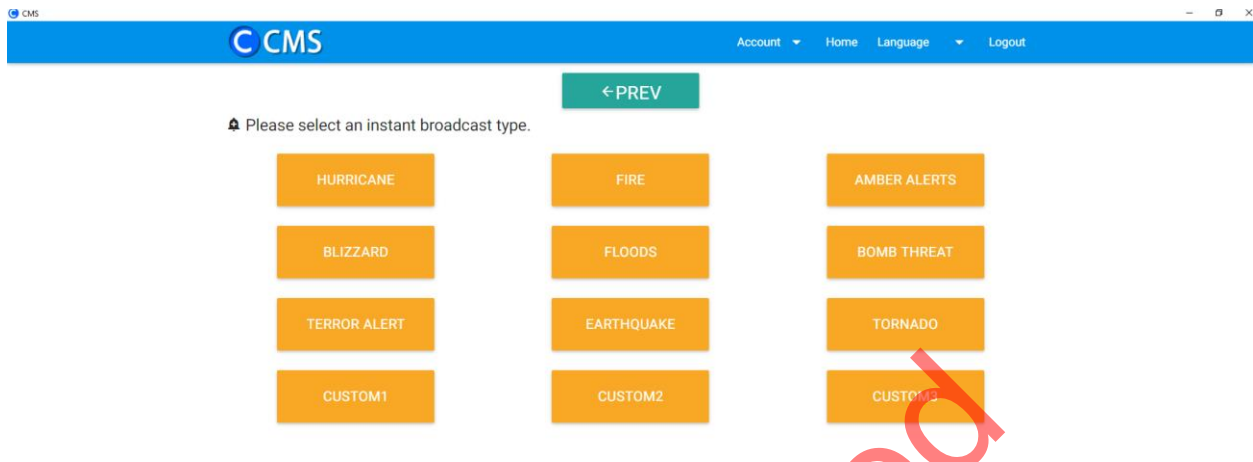 CMS
CMS Account Home Language Logout
←PREV
Please select an instant broadcast type.
HURRICANE FIRE AMBER ALERTS
BLIZZARD FLOODS BOMB THREAT
TERROR ALERT EARTHQUAKE TORNADO
CUSTOM1 CUSTOM2 CUSTOM3